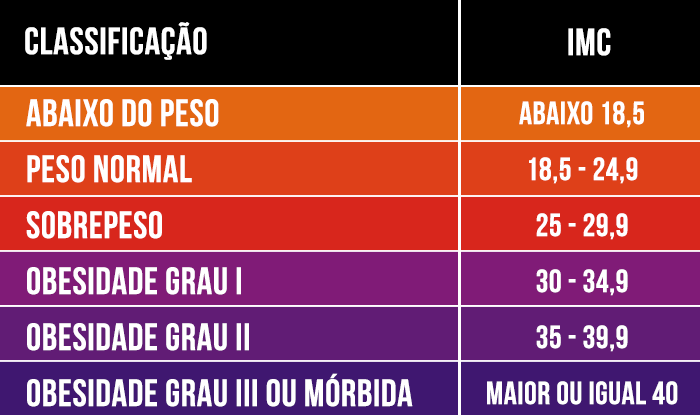 CLASSIFICAÇÃO IMC
ABAIXO DO PESO ABAIXO 18,5
PESO NORMAL 18,5 - 24,9
SOBREPESO 25 - 29,9
OBESIDADE GRAU I 30 - 34,9
OBESIDADE GRAU II 35 - 39,9
OBESIDADE GRAU III OU MÓRBIDA MAIOR OU IGUAL 40